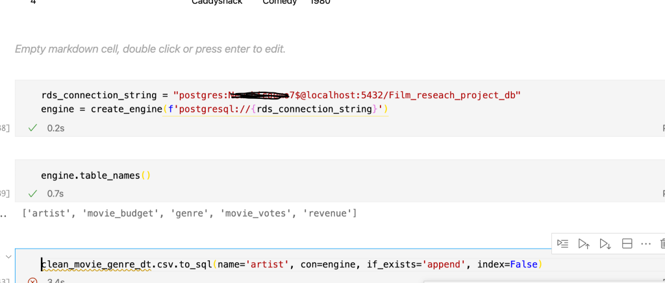 4 Caddyshack Comedy 1980
Empty markdown cell, double click or press enter to edit.
rds_connection_string = "postgres: 7$@localhost:5432/Film_reseach_project_db"
engine = create_engine(f'postgresql://{rds_connection_string}')
0.2s
engine.table_names()
9] 0.7s
['artist', 'movie_budget', 'genre', 'movie_votes', 'revenue']
clean_movie_genre_dt.csv.to_sql(name='artist', con=engine, if_exists='append', index=False)
3.4s